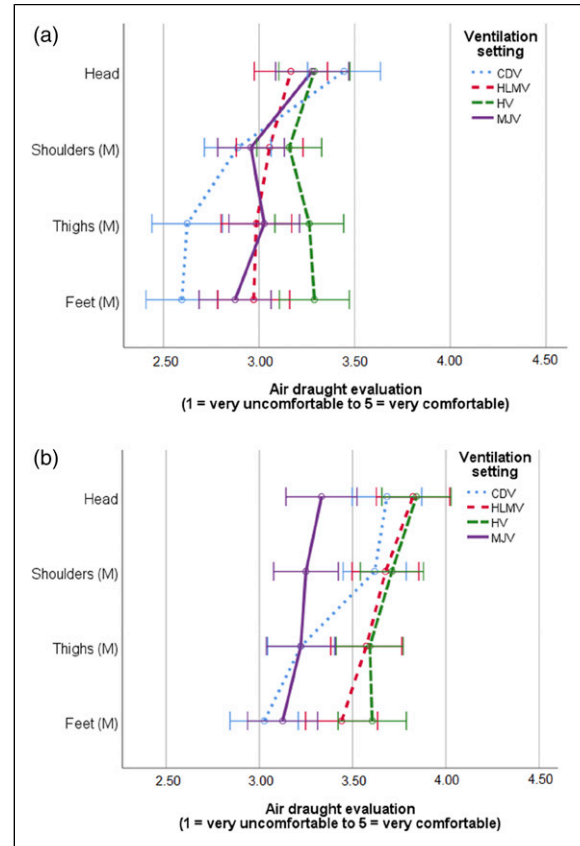 (a)
Ventilation
setting
CDV
HLMV
HV
MJV
Head
Shoulders (M)
Thighs (M)
Feet (M)
2.50 3.00 3.50 4.00 4.50
Air draught evaluation
(1 = very uncomfortable to 5 = very comfortable)
(b)
Ventilation
setting
CDV
HLMV
HV
MJV
Head
Shoulders (M)
Thighs (M)
Feet (M)
2.50 3.00 3.50 4.00 4.50
Air draught evaluation
(1 = very uncomfortable to 5 = very comfortable)